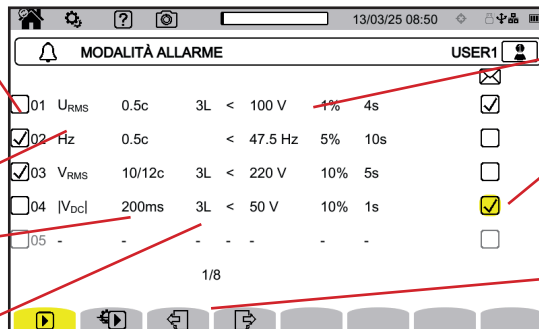 13/03/25 08:50
MODALITÀ ALLARME USER1
01 URMS 0.5c 3L < 100 V 1% 4s
02 Hz 0.5c < 47.5 Hz 5% 10s
03 VRMS 10/12c 3L < 220 V 10% 5s
04 |VDC| 200ms 3L < 50 V 10% 1s
05 - - - - - - -
1/8